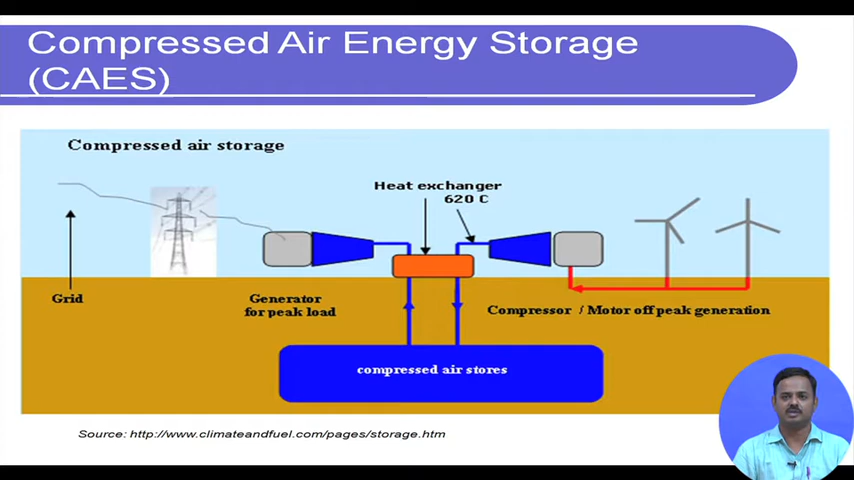 Compressed Air Energy Storage
(CAES)
Compressed air storage
Heat exchanger
620 C
Grid
Generator
for peak load
Compressor / Motor off peak generation
compressed air stores
Source: http://www.climateandfuel.com/pages/storage.htm